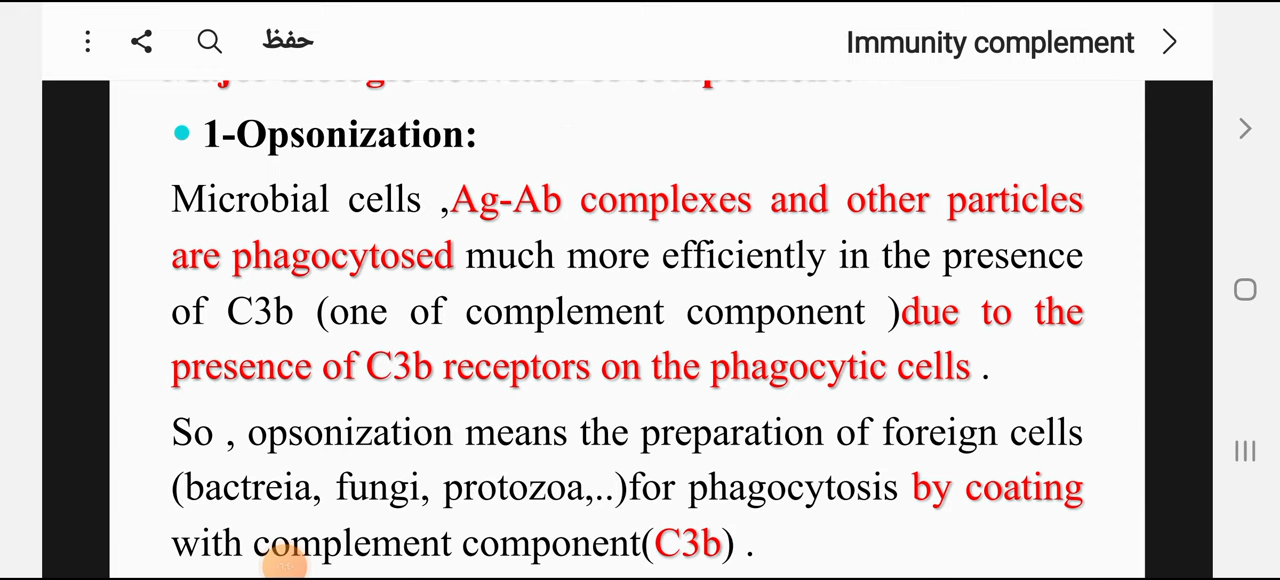 حفظ
Immunity complement
1-Opsonization:
Microbial cells ,Ag-Ab complexes and other particles
are phagocytosed much more efficiently in the presence
of C3b (one of complement component )due to the
presence of C3b receptors on the phagocytic cells .
So , opsonization means the preparation of foreign cells
(bactreia, fungi, protozoa,..)for phagocytosis by coating
with complement component(C3b) .